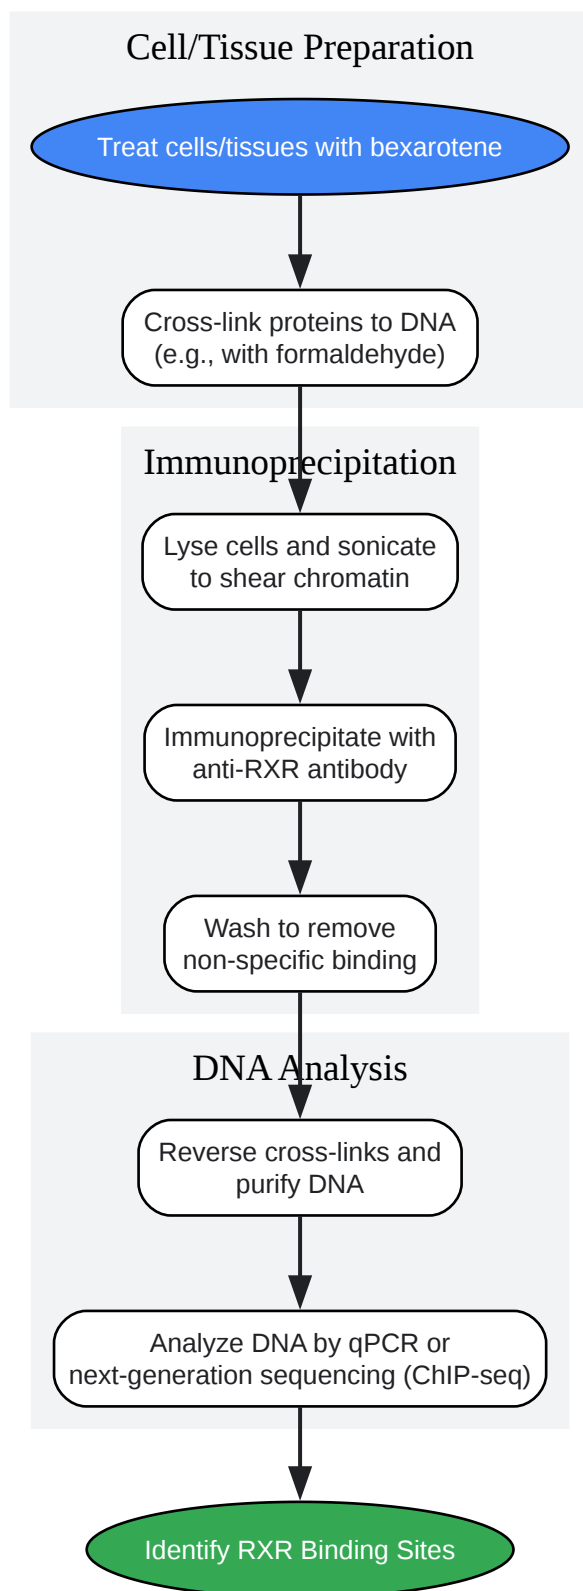 Cell/Tissue Preparation
Treat cells/tissues with bexarotene
Cross-link proteins to DNA
(e.g., with formaldehyde)
Immunoprecipitation
Lyse cells and sonicate
to shear chromatin
Immunoprecipitate with
anti-RXR antibody
Wash to remove
non-specific binding
DNA Analysis
Reverse cross-links and
purify DNA
Analyze DNA by qPCR or
next-generation sequencing (ChIP-seq)
Identify RXR Binding Sites